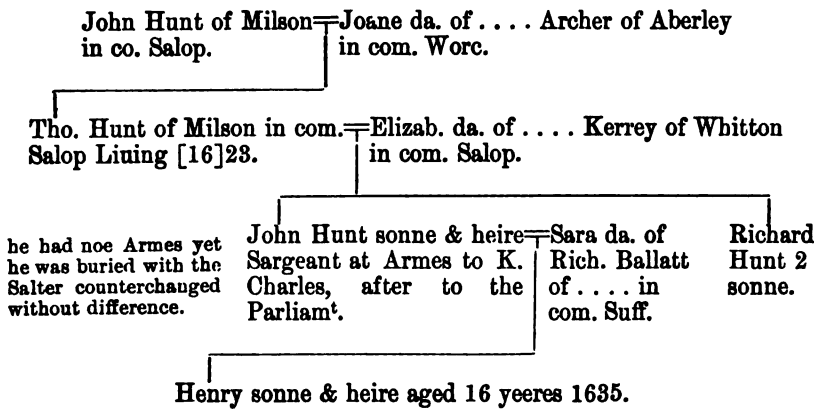 John Hunt of Milson=Joane da. of . . . . Archer of Aberley
in co. Salop. in com. Worc.
Tho. Hunt of Milson in com.=Elizab. da. of . . . . Kerrey of Whitton
Salop Liuing [16]23. in com. Salop.
he had noe Armes yet
he was buried with the
Salter counterchauged
without difference.
John Hunt sonne & heire=Sara da. of
Sargeant at Armes to K. Rich. Ballatt
Charles, after to the of . . . . in
Parliamᵗ. com. Suff.
Richard
Hunt 2
sonne.
Henry sonne & heire aged 16 yeeres 1635.